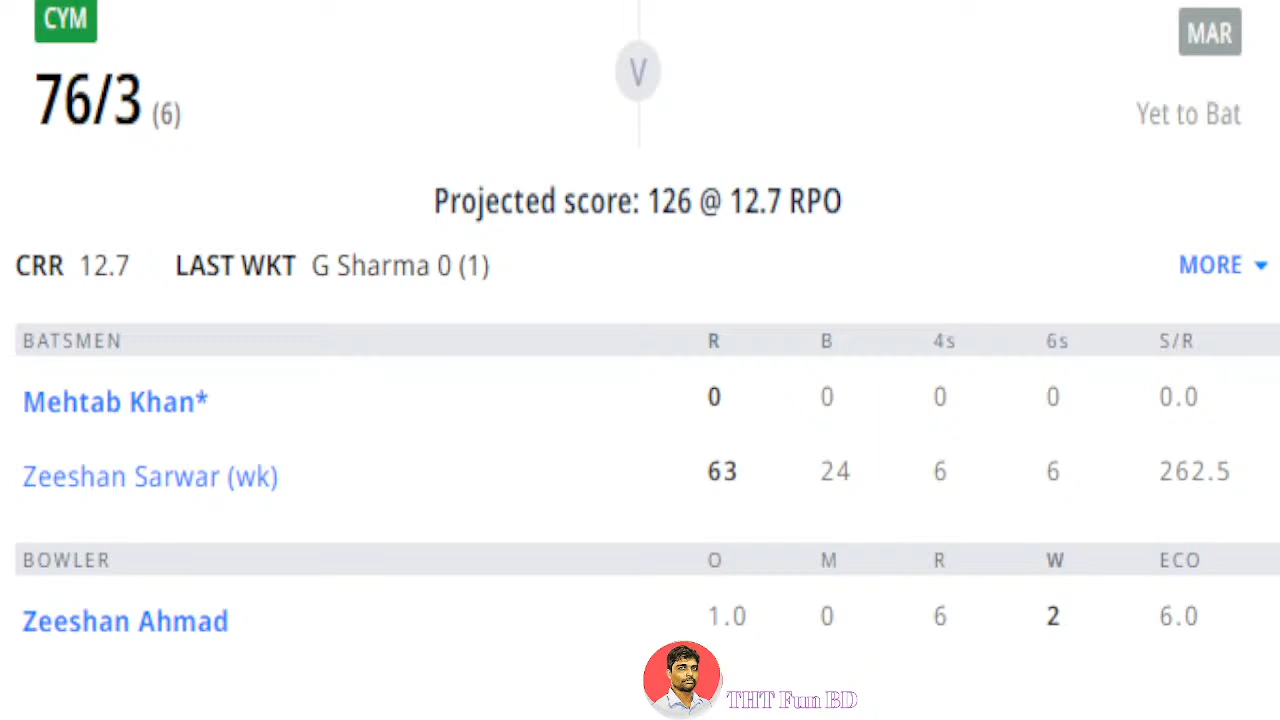 CYM
MAR
V
76/3 (6)
Yet to Bat
Projected score: 126 @ 12.7 RPO
CRR 12.7 LAST WKT G Sharma 0 (1) MORE
BATSMEN R B 4s 6s S/R
Mehtab Khan* 0 0 0 0 0.0
Zeeshan Sarwar (wk) 63 24 6 6 262.5
BOWLER O M R W ECO
Zeeshan Ahmad 1.0 0 6 2 6.0
THT Fun BD